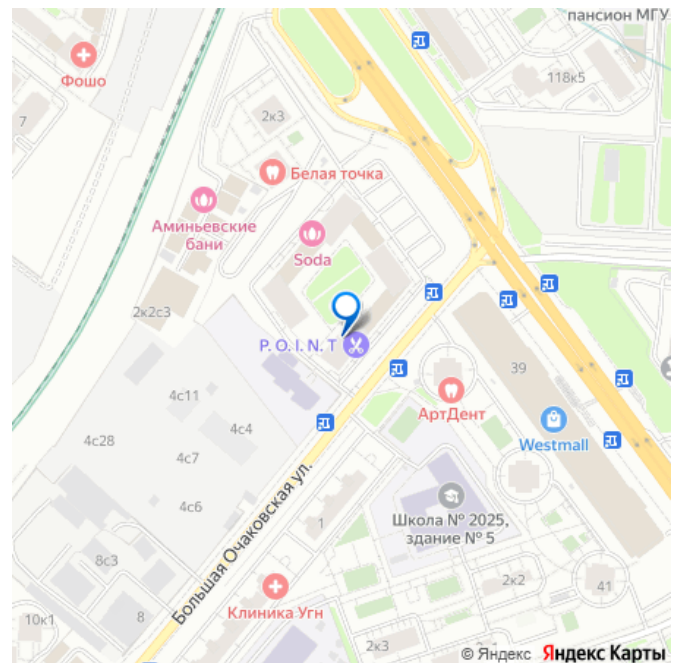 пансион МГУ
Фошо
118к5
7
2к3
Белая точка
Аминьевские
бани
Soda
2к2с3
P. O. I. N. T
39
4с11
АртДент
4с4
Westmall
4с28
4с7
4с6
Большая Очаковская ул.
Школа № 2025,
здание № 5
1
8с3
2к2
41
Клиника Угн
10к1
8
2к3
2-1
© Яндекс Яндекс Карты